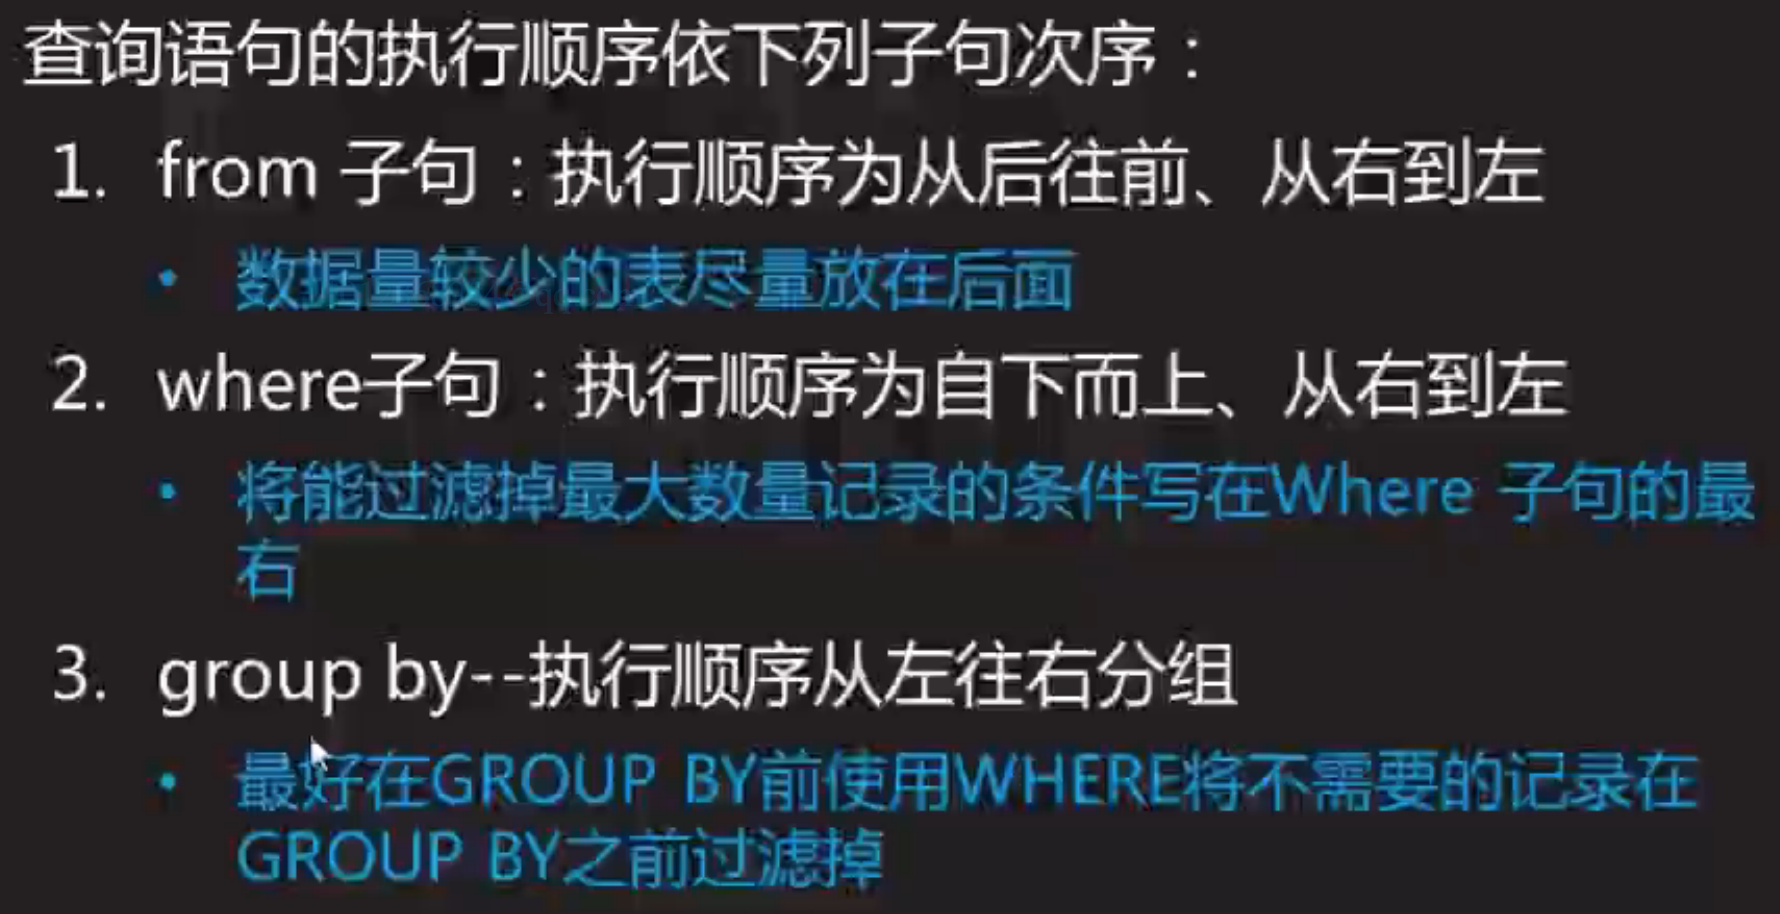 查询语句的执行顺序依下列子句次序：
1. from 子句：执行顺序为从后往前、从右到左
• 数据量较少的表尽量放在后面
2. where子句：执行顺序为自下而上、从右到左
• 将能过滤掉最大数量记录的条件写在Where 子句的最
右
3. group by--执行顺序从左往右分组
• 最好在GROUP BY前使用WHERE将不需要的记录在
GROUP BY之前过滤掉